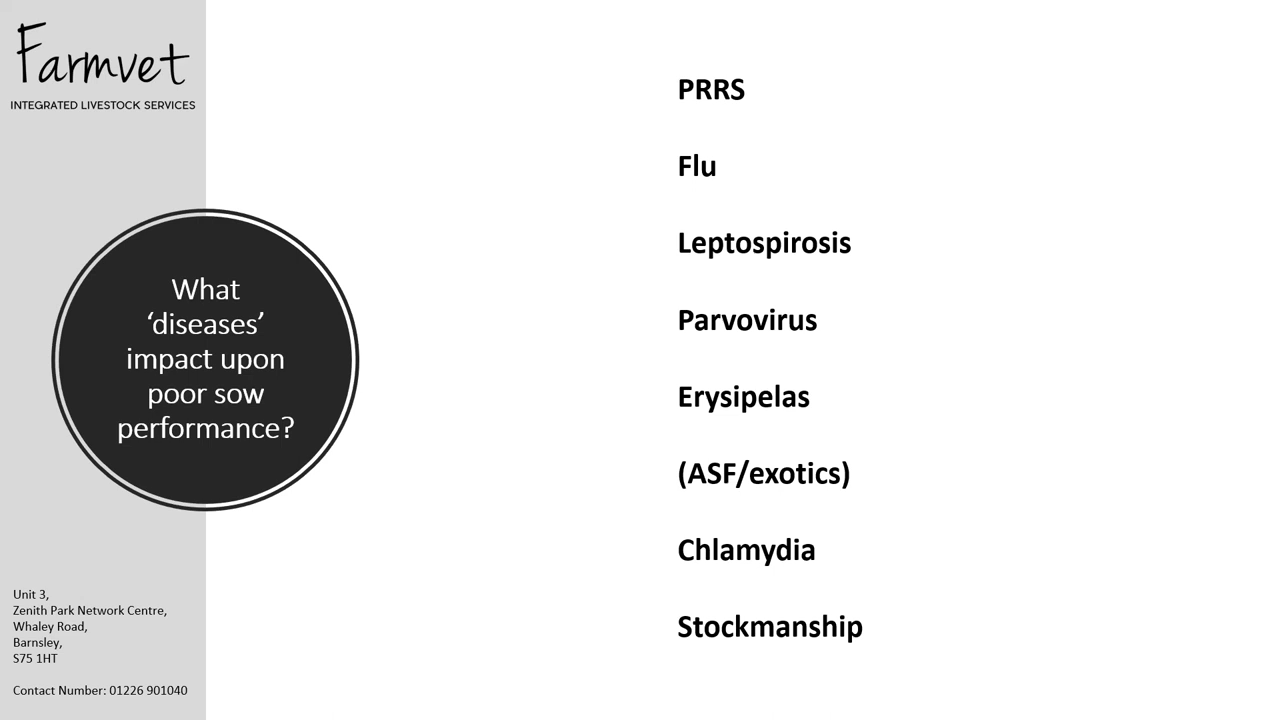 Farmvet
INTEGRATED LIVESTOCK SERVICES
What
‘diseases’
impact upon
poor sow
performance?
PRRS
Flu
Leptospirosis
Parvovirus
Erysipelas
(ASF/exotics)
Chlamydia
Stockmanship
Unit 3,
Zenith Park Network Centre,
Whaley Road,
Barnsley,
S75 1HT
Contact Number: 01226 901040